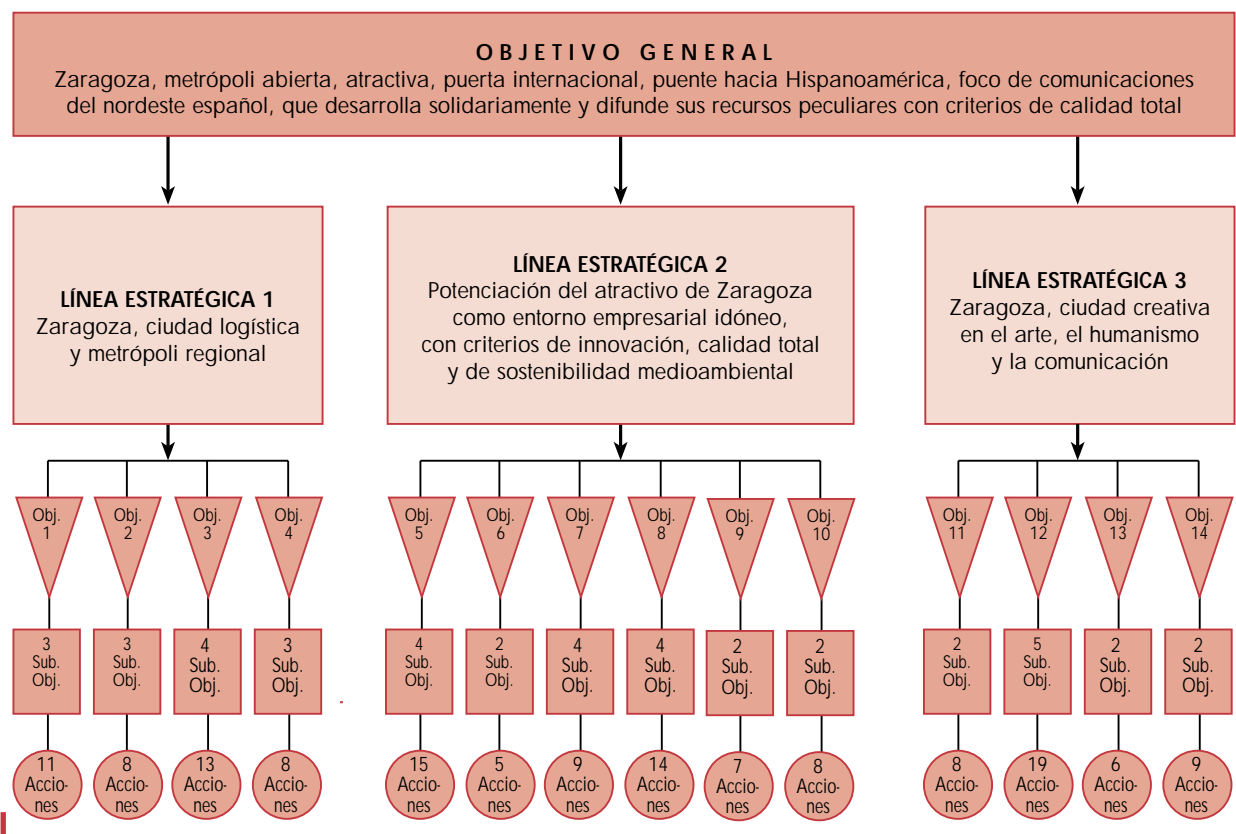 OBJETIVO GENERAL
Zaragoza, metrópoli abierta, atractiva, puerta internacional, puente hacia Hispanoamérica, foco de comunicaciones
del nordeste español, que desarrolla solidariamente y difunde sus recursos peculiares con criterios de calidad total
LÍNEA ESTRATÉGICA 1
Zaragoza, ciudad logística
y metrópoli regional
LÍNEA ESTRATÉGICA 2
Potenciación del atractivo de Zaragoza
como entorno empresarial idóneo,
con criterios de innovación, calidad total
y de sostenibilidad medioambiental
LÍNEA ESTRATÉGICA 3
Zaragoza, ciudad creativa
en el arte, el humanismo
y la comunicación
Obj.
1
Obj.
2
Obj.
3
Obj.
4
Obj.
5
Obj.
6
Obj.
7
Obj.
8
Obj.
9
Obj.
10
Obj.
11
Obj.
12
Obj.
13
Obj.
14
3
Sub.
Obj.
3
Sub.
Obj.
4
Sub.
Obj.
3
Sub.
Obj.
4
Sub.
Obj.
2
Sub.
Obj.
4
Sub.
Obj.
4
Sub.
Obj.
2
Sub.
Obj.
2
Sub.
Obj.
2
Sub.
Obj.
5
Sub.
Obj.
2
Sub.
Obj.
2
Sub.
Obj.
11
Accio-
nes
8
Accio-
nes
13
Accio-
nes
8
Accio-
nes
15
Accio-
nes
5
Accio-
nes
9
Accio-
nes
14
Accio-
nes
7
Accio-
nes
8
Accio-
nes
8
Accio-
nes
19
Accio-
nes
6
Accio-
nes
9
Accio-
nes